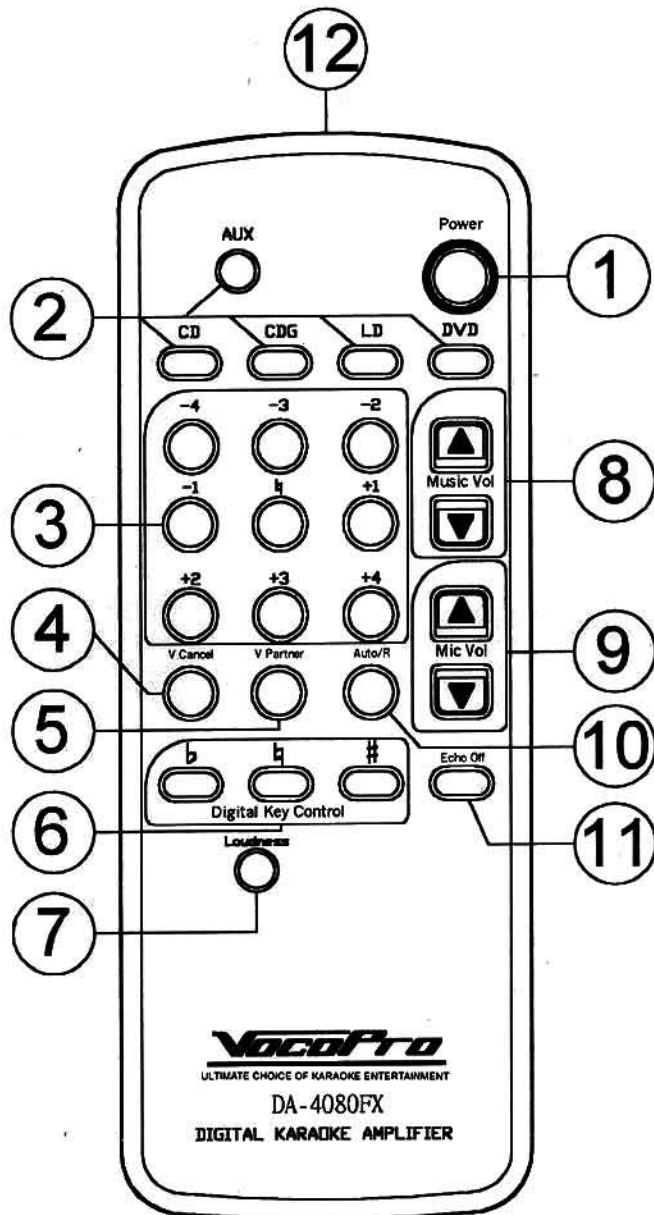 12
Power
AUX
1
2
CD CDG LD DVD
-4 -3 -2
Music Vol
8
-1 ♮ +1
3
+2 +3 +4
4
Mic Vol
9
V.Cancel V Partner Auto/R
5
10
♭ ♮ #
Echo Off
Digital Key Control
6
11
Loudness
7
VocoPro
ULTIMATE CHOICE OF KARAOKE ENTERTAINMENT
DA-4080FX
DIGITAL KARAOKE AMPLIFIER